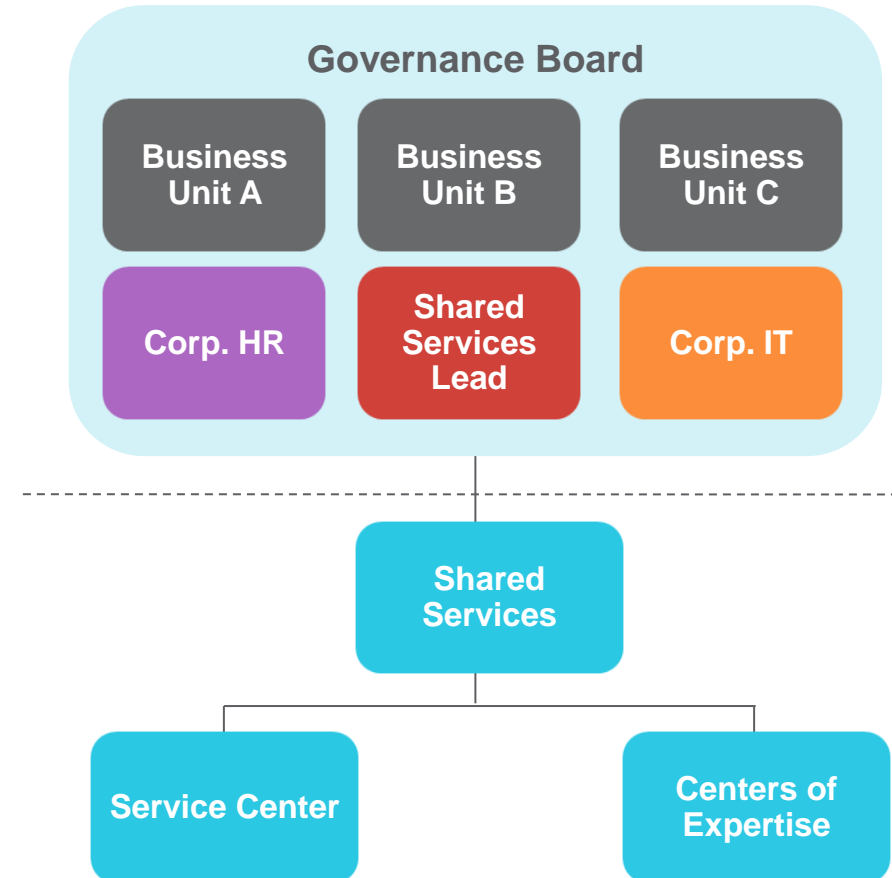 Governance Board
Business
Unit A
Business
Unit B
Business
Unit C
Corp. HR
Shared
Services
Lead
Corp. IT
Shared
Services
Service Center
Centers of
Expertise